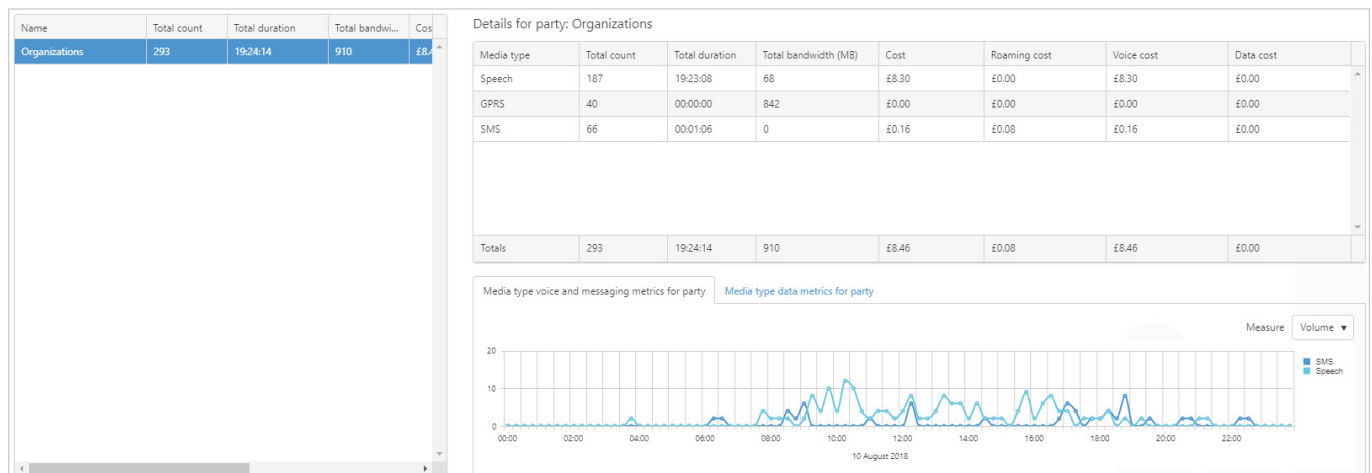 Name Total count Total duration Total bandwi... Cos
Organizations 293 19:24:14 910 £8.4
Details for party: Organizations
Media type Total count Total duration Total bandwidth (MB) Cost Roaming cost Voice cost Data cost
Speech 187 19:23:08 68 £8.30 £0.00 £8.30 £0.00
GPRS 40 00:00:00 842 £0.00 £0.00 £0.00 £0.00
SMS 66 00:01:06 0 £0.16 £0.08 £0.16 £0.00
Totals 293 19:24:14 910 £8.46 £0.08 £8.46 £0.00
Media type voice and messaging metrics for party Media type data metrics for party
Measure Volume
20
10
0
SMS
Speech
00:00 02:00 04:00 06:00 08:00 10:00 12:00 14:00 16:00 18:00 20:00 22:00
10 August 2018